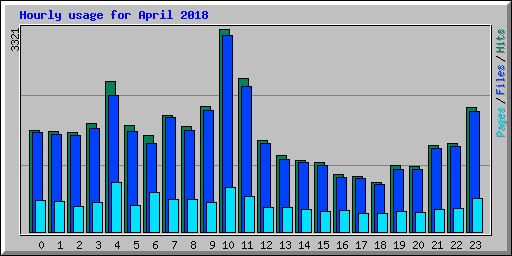 Hourly usage for April 2018
3321
Pages/Files/Hits
0 1 2 3 4 5 6 7 8 9 10 11 12 13 14 15 16 17 18 19 20 21 22 23